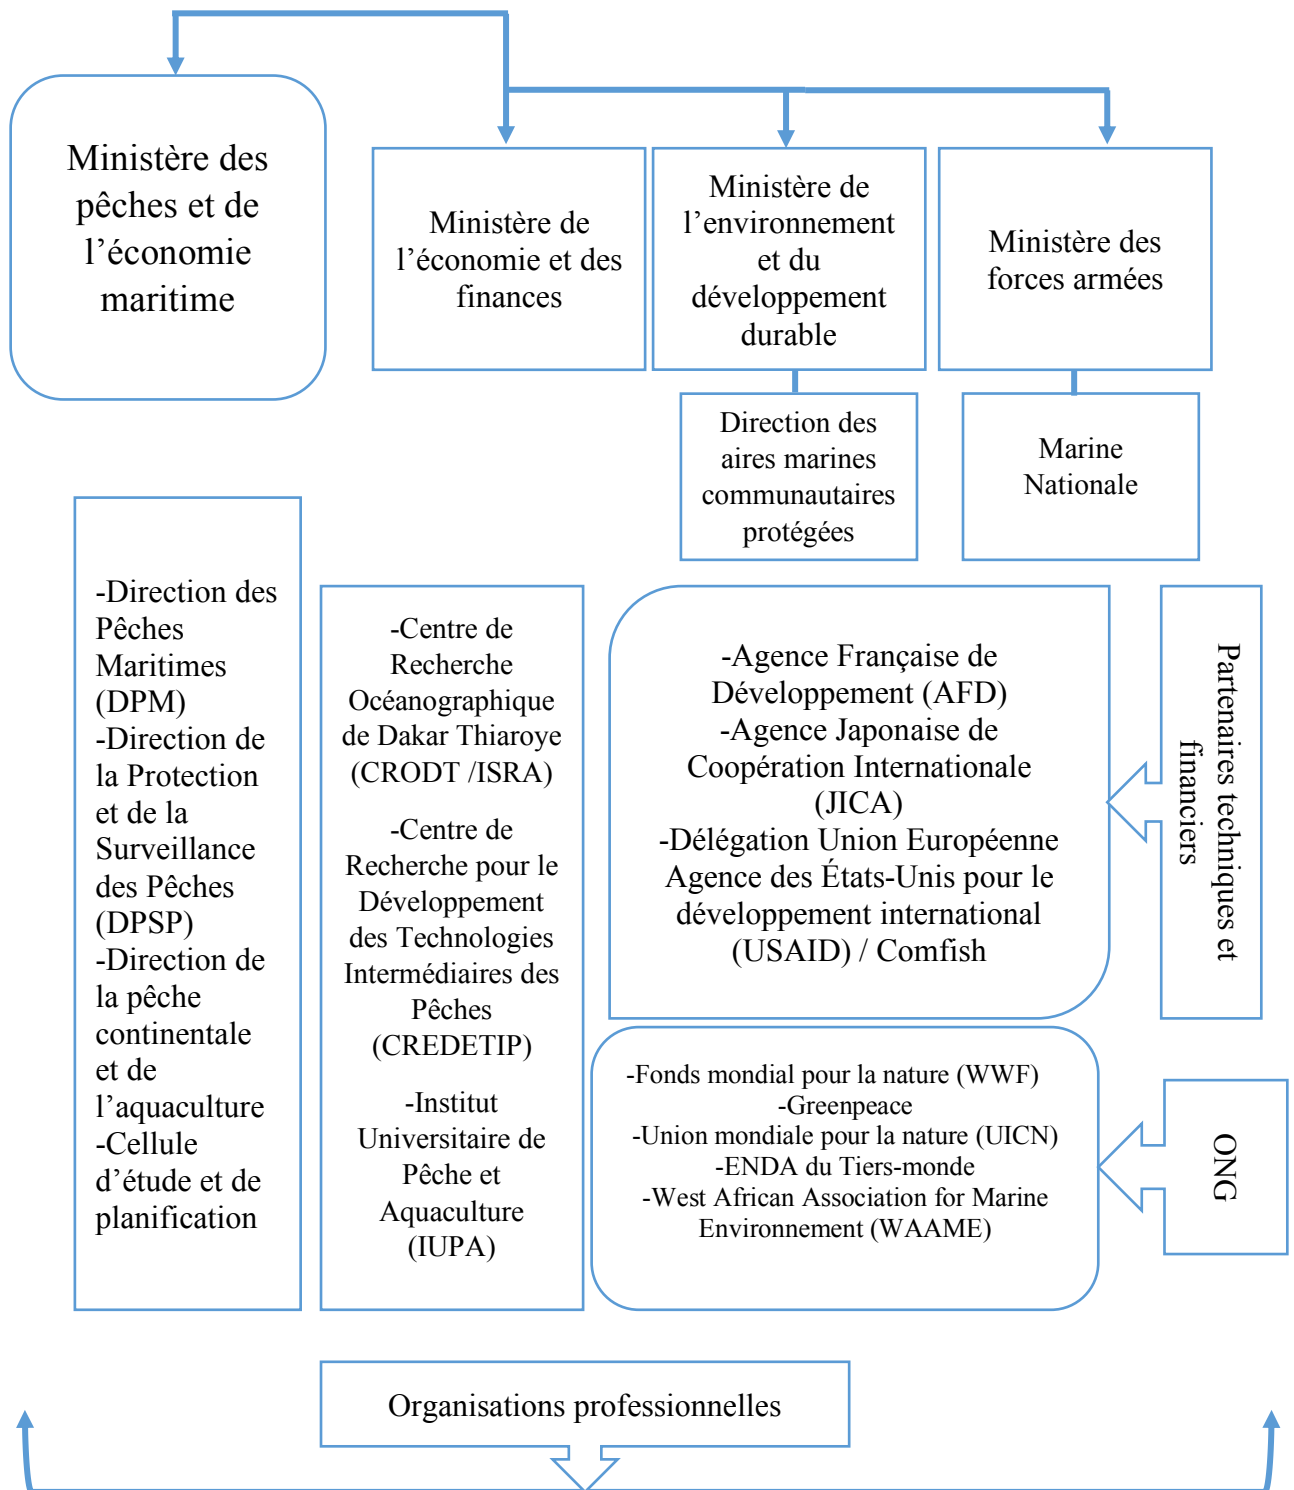 Ministère des
pêches et de
l’économie
maritime
Ministère de
l’économie et des
finances
Ministère de
l’environnement
et du
développement
durable
Ministère des
forces armées
Direction des
aires marines
communautaires
protégées
Marine
Nationale
-Direction des
Pêches
Maritimes
(DPM)
-Direction de
la Protection
et de la
Surveillance
des Pêches
(DPSP)
-Direction de
la pêche
continentale
et de
l’aquaculture
-Cellule
d’étude et de
planification
-Centre de
Recherche
Océanographique
de Dakar Thiaroye
(CRODT /ISRA)
-Centre de
Recherche pour le
Développement
des Technologies
Intermédiaires des
Pêches
(CREDETIP)
-Institut
Universitaire de
Pêche et
Aquaculture
(IUPA)
-Agence Française de
Développement (AFD)
-Agence Japonaise de
Coopération Internationale
(JICA)
-Délégation Union Européenne
Agence des États-Unis pour le
développement international
(USAID) / Comfish
Partenaires techniques et
financiers
-Fonds mondial pour la nature (WWF)
-Greenpeace
-Union mondiale pour la nature (UICN)
-ENDA du Tiers-monde
-West African Association for Marine
Environnement (WAAME)
ONG
Organisations professionnelles